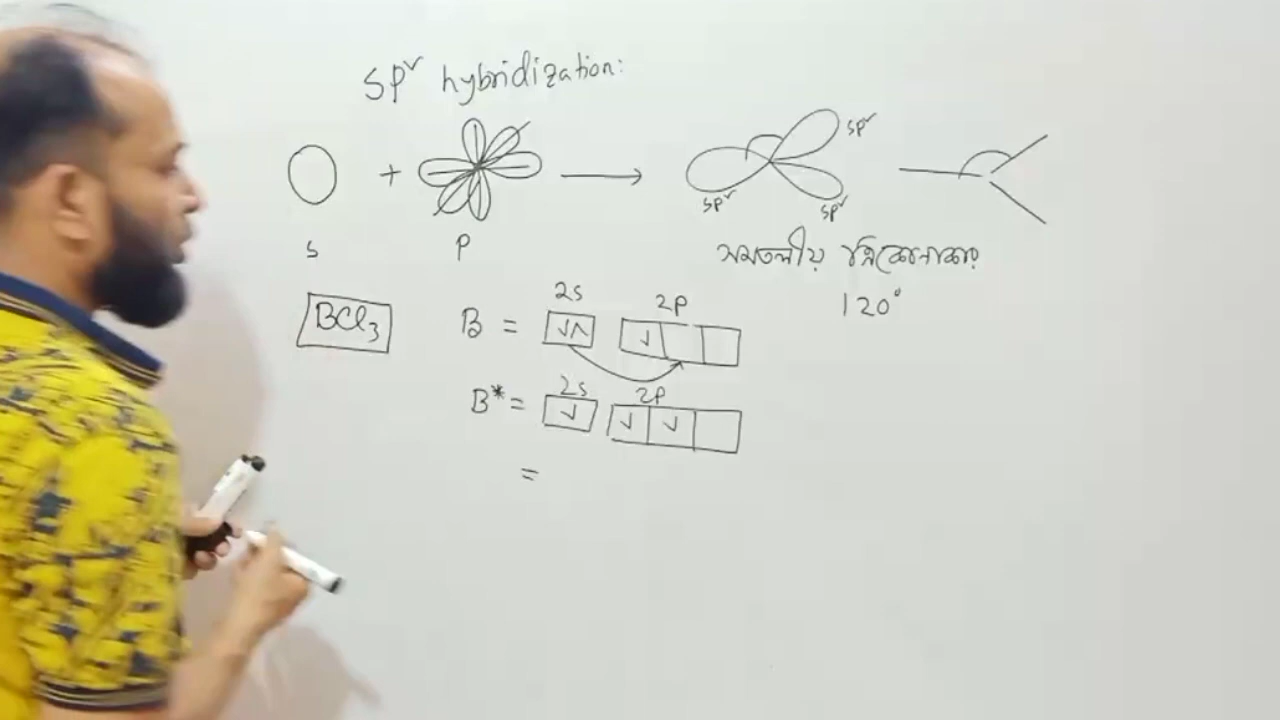 SP² hybridization:
+
SP²
SP²
SP²
S
P
সমতলীয় ত্রিকোণাকার
120°
BCl₃
2s
2p
B =
2s
2p
B* =
=